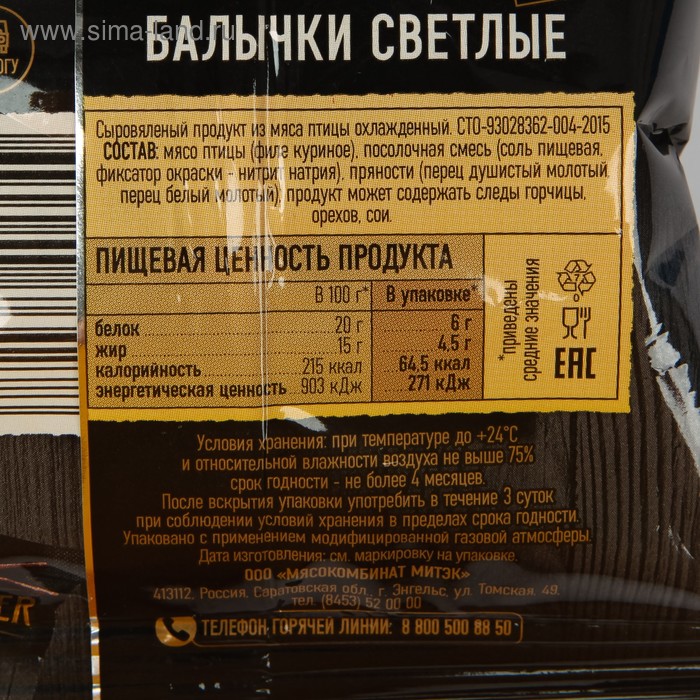 www.sima-land.ru
ОГУ
БАЛЫЧКИ СВЕТЛЫЕ
Сыровяленый продукт из мяса птицы охлажденный. СТО-93028362-004-2015
СОСТАВ: мясо птицы (филе куриное), посолочная смесь (соль пищевая,
фиксатор окраски - нитрит натрия), пряности (перец душистый молотый,
перец белый молотый), продукт может содержать следы горчицы,
орехов, сои.
ПИЩЕВАЯ ЦЕННОСТЬ ПРОДУКТА
В 100 г* В упаковке*
белок 20 г 6 г
жир 15 г 4,5 г
калорийность 215 ккал 64,5 ккал
энергетическая ценность 903 кДж 271 кДж
*приведены
средние значения
EAC
Условия хранения: при температуре до +24°С
и относительной влажности воздуха не выше 75%
срок годности - не более 4 месяцев.
После вскрытия упаковки употребить в течение 3 суток
при соблюдении условий хранения в пределах срока годности.
Упаковано с применением модифицированной газовой атмосферы.
Дата изготовления: см. маркировку на упаковке.
ООО «МЯСОКОМБИНАТ МИТЭК»
413112, Россия, Саратовская обл., г. Энгельс, ул. Томская, 49,
тел. (8453) 52 00 00
ТЕЛЕФОН ГОРЯЧЕЙ ЛИНИИ: 8 800 500 88 50
ER